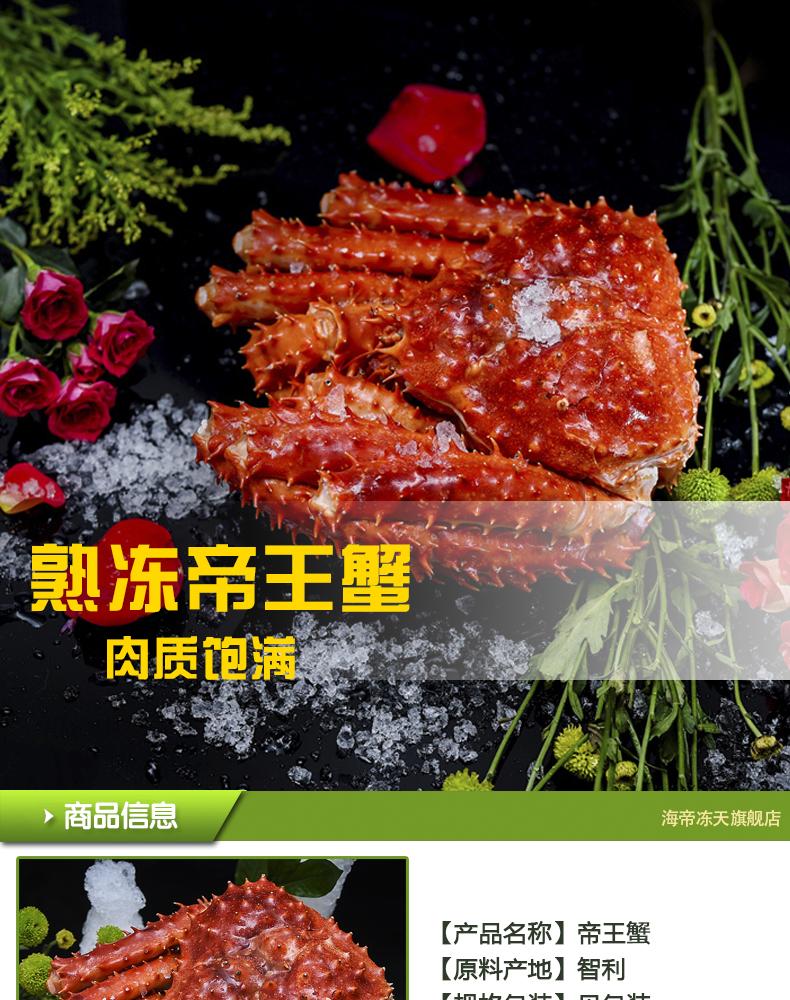 熟冻帝王蟹
肉质饱满
商品信息
海帝冻天旗舰店
【产品名称】帝王蟹
【原料产地】智利